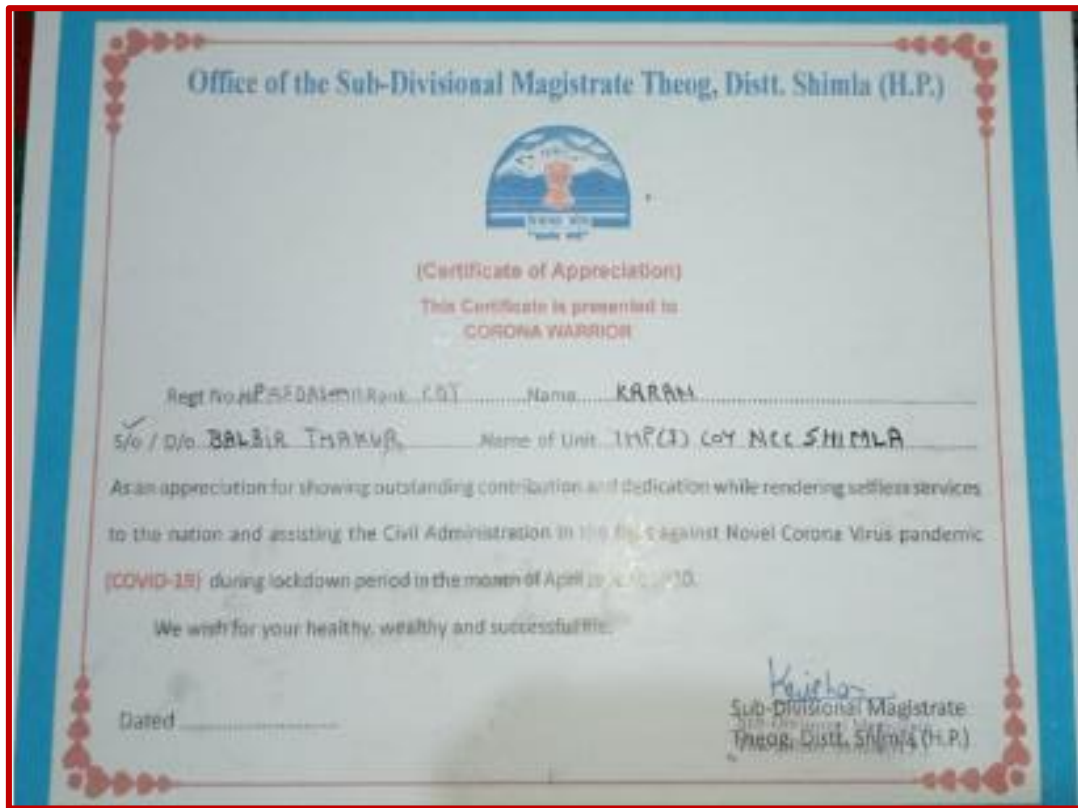 Office of the Sub-Divisional Magistrate Theog, Distt. Shimla (H.P.)
(Certificate of Appreciation)
This Certificate is presented to
CORONA WARRIOR
Regt No. Rank CDT Name KARAN
S/o / D/o BALBIR THAKUR Name of Unit 1HP(I) COY NCC SHIMLA
As an appreciation for showing outstanding contribution and dedication while rendering selfless services
to the nation and assisting the Civil Administration in the against Novel Corona Virus pandemic
(COVID-19) during lockdown period in the month of April
We wish for your healthy, wealthy and successful life.
Dated
Sub-Divisional Magistrate
Theog, Distt. Shimla (H.P.)